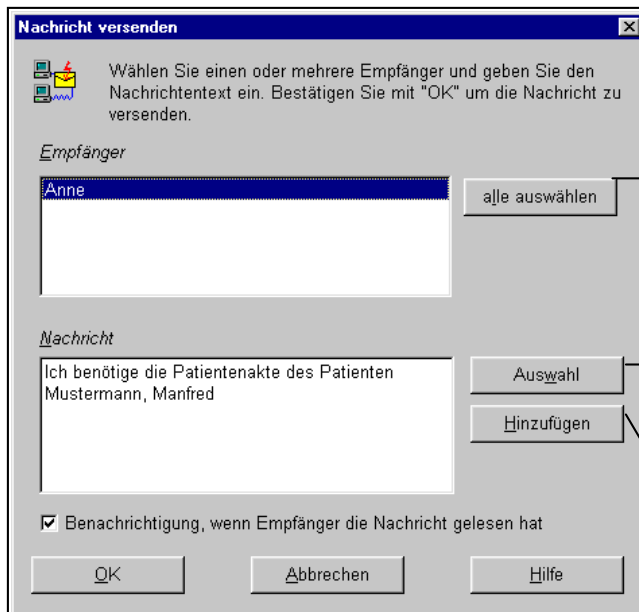 Nachricht versenden
Wählen Sie einen oder mehrere Empfänger und geben Sie den
Nachrichtentext ein. Bestätigen Sie mit "OK" um die Nachricht zu
versenden.
Empfänger
Anne
alle auswählen
Nachricht
Ich benötige die Patientenakte des Patienten
Mustermann, Manfred
Auswahl
Hinzufügen
Benachrichtigung, wenn Empfänger die Nachricht gelesen hat
OK
Abbrechen
Hilfe